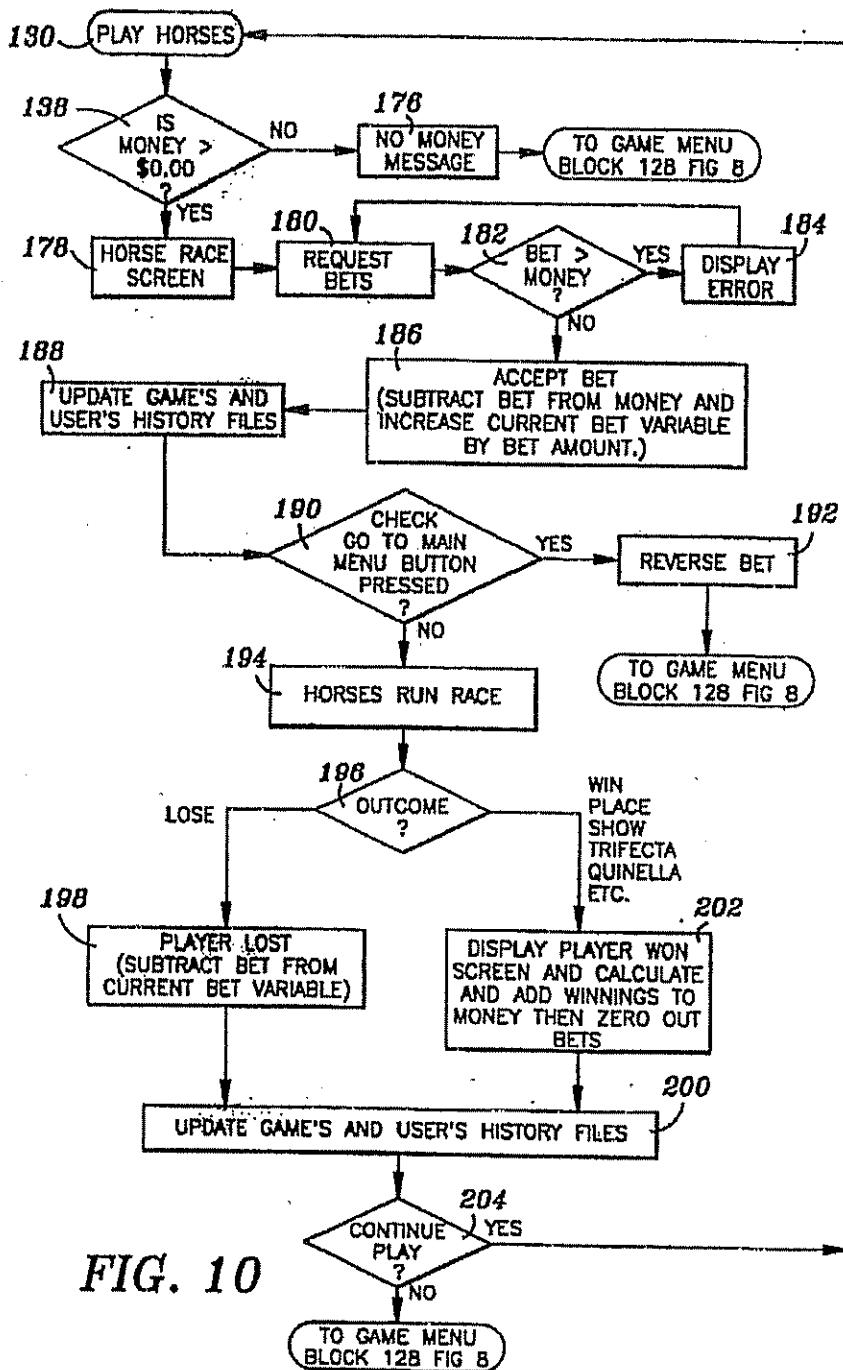 130
PLAY HORSES
138
IS
MONEY >
$0.00
?
NO
YES
176
NO MONEY
MESSAGE
TO GAME MENU
BLOCK 128 FIG 8
178
HORSE RACE
SCREEN
180
REQUEST
BETS
182
BET >
MONEY
?
YES
NO
184
DISPLAY
ERROR
186
ACCEPT BET
(SUBTRACT BET FROM MONEY AND
INCREASE CURRENT BET VARIABLE
BY BET AMOUNT.)
188
UPDATE GAME'S AND
USER'S HISTORY FILES
190
CHECK
GO TO MAIN
MENU BUTTON
PRESSED
?
YES
NO
192
REVERSE BET
TO GAME MENU
BLOCK 128 FIG 8
194
HORSES RUN RACE
196
OUTCOME
?
LOSE
WIN
PLACE
SHOW
TRIFECTA
QUINELLA
ETC.
198
PLAYER LOST
(SUBTRACT BET FROM
CURRENT BET VARIABLE)
202
DISPLAY PLAYER WON
SCREEN AND CALCULATE
AND ADD WINNINGS TO
MONEY THEN ZERO OUT
BETS
200
UPDATE GAME'S AND USER'S HISTORY FILES
204
CONTINUE
PLAY
?
YES
NO
TO GAME MENU
BLOCK 128 FIG 8
FIG. 10